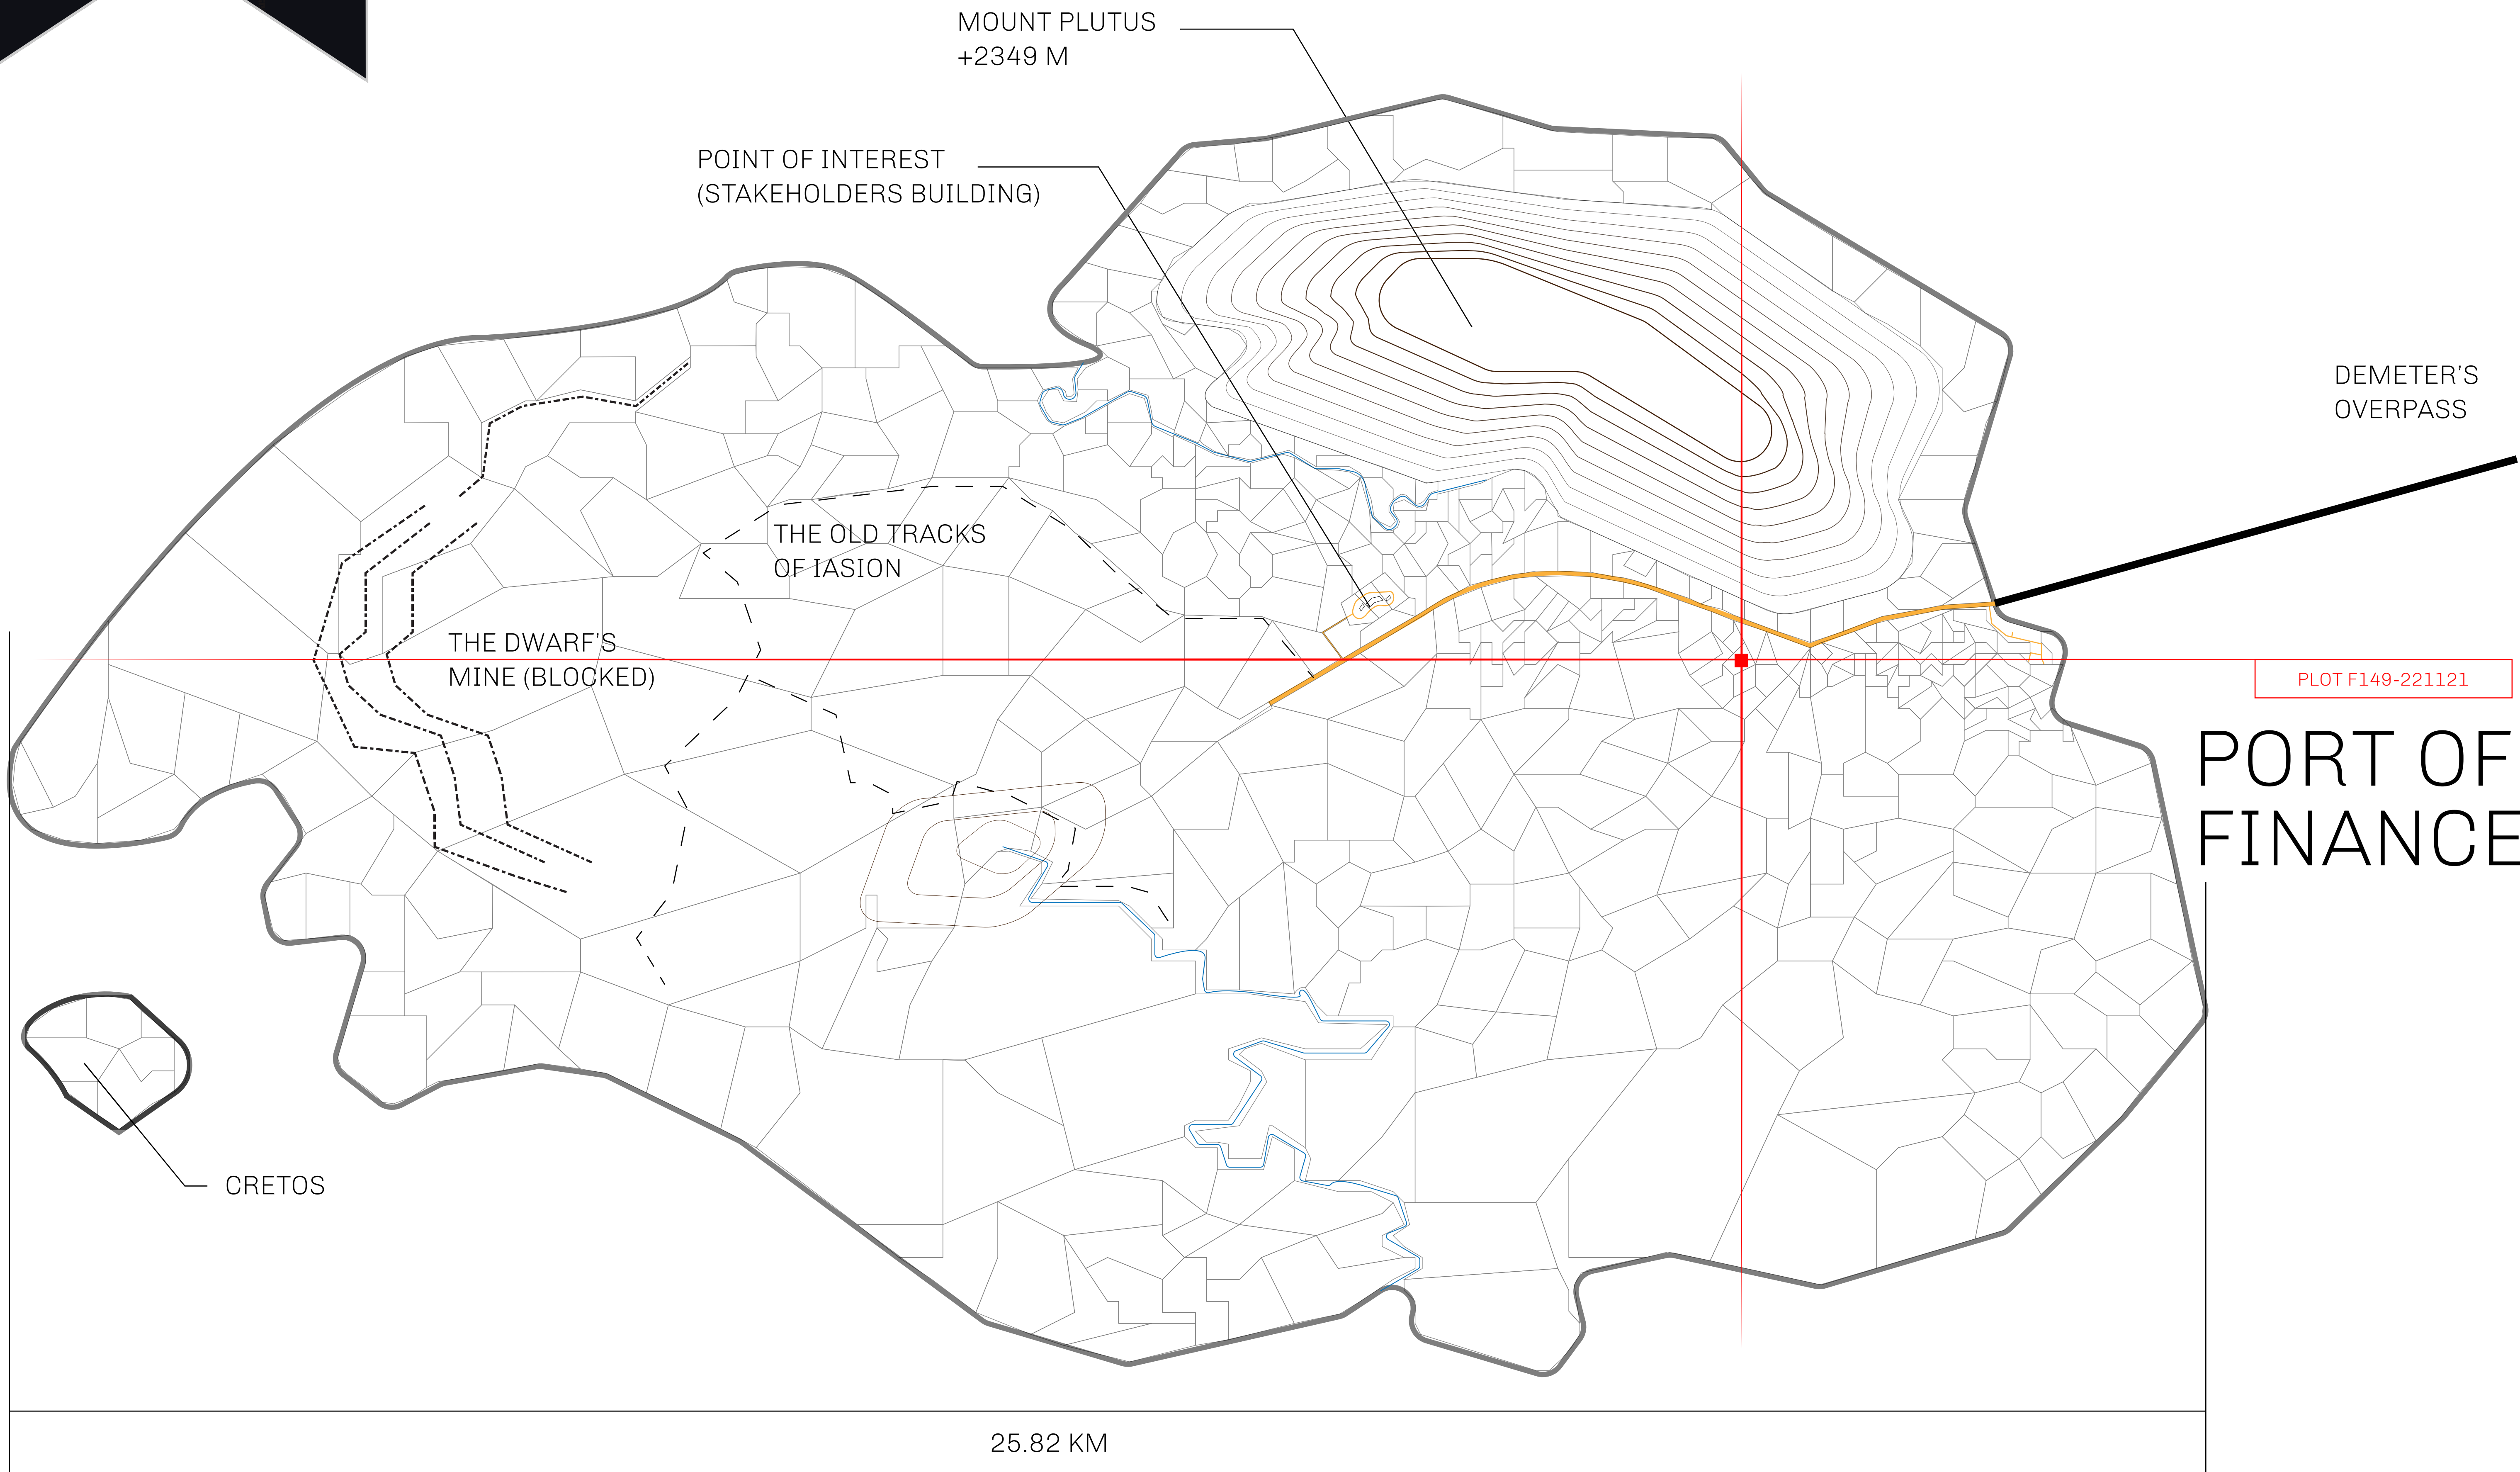 MOUNT PLUTUS
+2349 M
POINT OF INTEREST
(STAKEHOLDERS BUILDING)
DEMETER'S
OVERPASS
THE OLD TRACKS
OF IASION
THE DWARF'S
MINE (BLOCKED)
PLOT F149-221121
PORT OF
FINANCE
CRETOS
25.82 KM